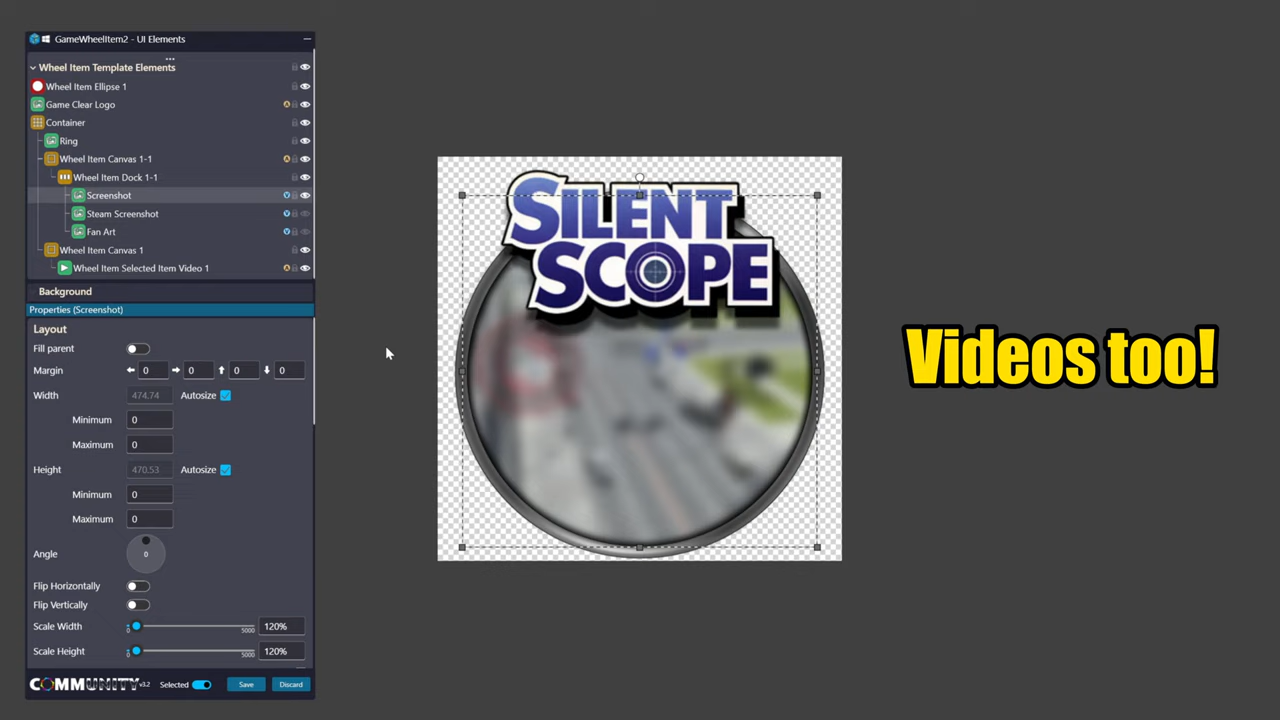 GameWheelItem2 - UI Elements
Wheel Item Template Elements
Wheel Item Ellipse 1
Game Clear Logo
Container
Ring
Wheel Item Canvas 1-1
Wheel Item Dock 1-1
Screenshot
Steam Screenshot
Fan Art
Wheel Item Canvas 1
Wheel Item Selected Item Video 1
Background
Properties (Screenshot)
Layout
Fill parent
Margin 0 0 0 0
Width 474.74 Autosize
Minimum 0
Maximum 0
Height 470.53 Autosize
Minimum 0
Maximum 0
Angle 0
Flip Horizontally
Flip Vertically
Scale Width 0 5000 120%
Scale Height 0 5000 120%
COMMUNITY v3.2 Selected Save Discard
SILENT
SCOPE
Videos too!